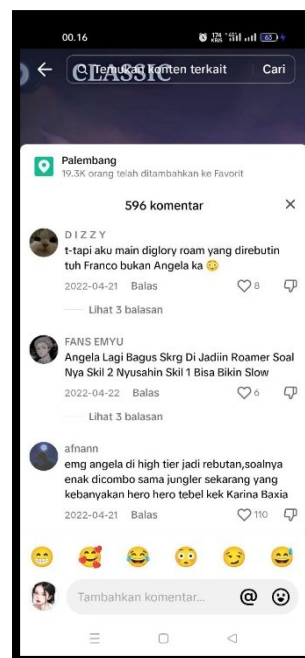 00.16
174 KB/S 65
CLASSIC
Temukan konten terkait Cari
Palembang
19.3K orang telah ditambahkan ke Favorit
596 komentar
D I Z Z Y
t-tapi aku main diglory roam yang direbutin
tuh Franco bukan Angela ka 😳
2022-04-21 Balas 8
Lihat 3 balasan
FANS EMYU
Angela Lagi Bagus Skrg Di Jadiin Roamer Soal
Nya Skil 2 Nyusahin Skil 1 Bisa Bikin Slow
2022-04-22 Balas 6
Lihat 3 balasan
afnann
emg angela di high tier jadi rebutan,soalnya
enak dicombo sama jungler sekarang yang
kebanyakan hero hero tebel kek Karina Baxia
2022-04-21 Balas 110
Tambahkan komentar... @